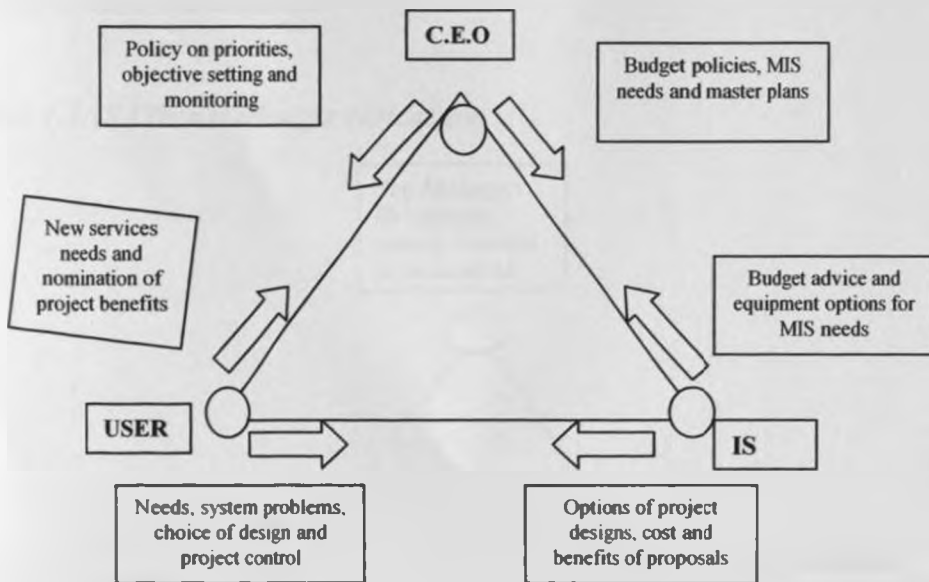 C.E.O
Policy on priorities,
objective setting and
monitoring
Budget policies, MIS
needs and master plans
New services
needs and
nomination of
project benefits
Budget advice and
equipment options for
MIS needs
USER
IS
Needs, system problems,
choice of design and
project control
Options of project
designs, cost and
benefits of proposals